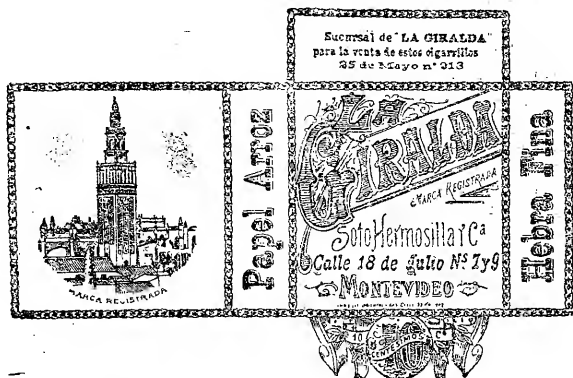 Sucursal de "LA GIRALDA"
para la venta de estos cigarrillos
25 de Mayo nº 213
MARCA REGISTRADA
Papel Arroz
LA
GIRALDA
MARCA REGISTRADA
Soto Hermosilla y Cª
Calle 18 de Julio Nº 7 y 9
MONTEVIDEO
Hebra Fina
10
CENTESIMOS